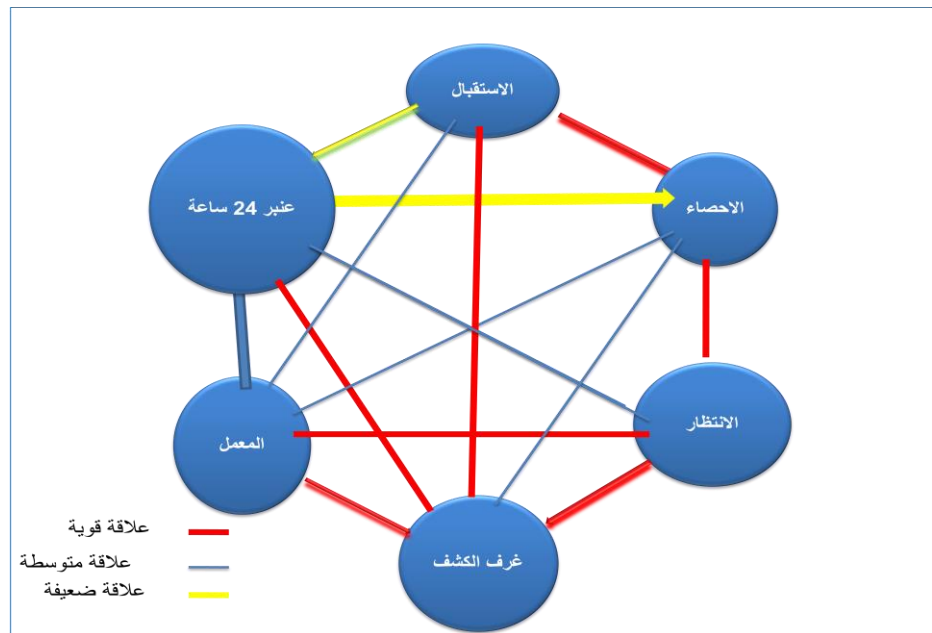 الاستقبال
الاحصاء
عنبر 24 ساعة
الانتظار
المعمل
غرف الكشف
علاقة قوية
علاقة متوسطة
علاقة ضعيفة